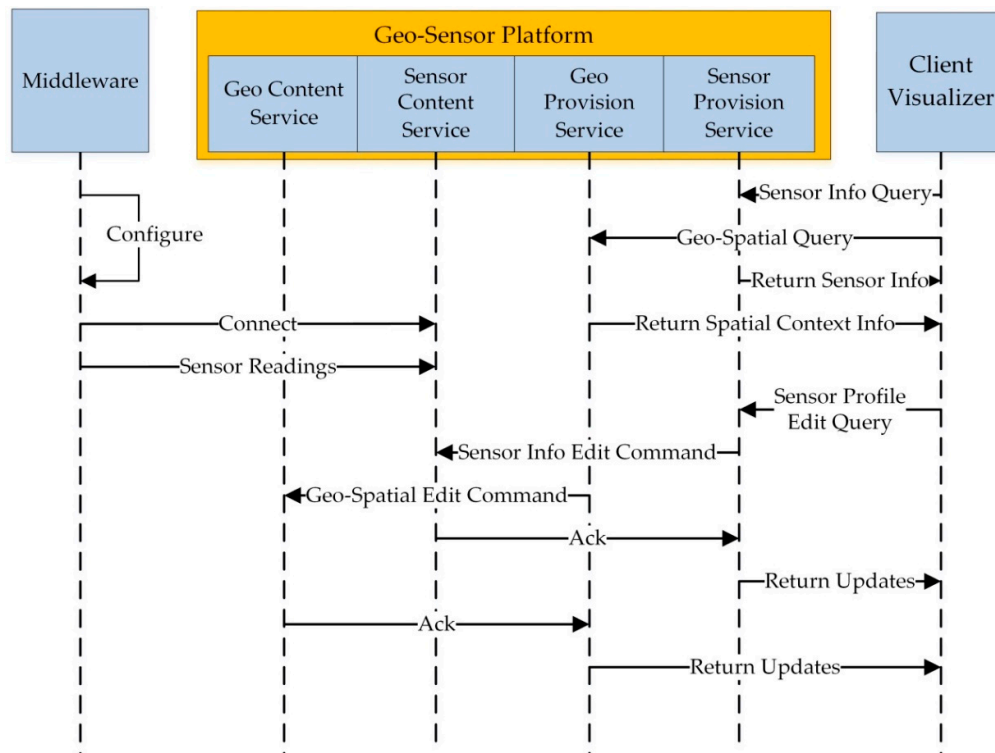 Geo-Sensor Platform
Middleware
Geo Content
Service
Sensor
Content
Service
Geo
Provision
Service
Sensor
Provision
Service
Client
Visualizer
Sensor Info Query
Configure
Geo-Spatial Query
Return Sensor Info
Connect
Return Spatial Context Info
Sensor Readings
Sensor Profile
Edit Query
Sensor Info Edit Command
Geo-Spatial Edit Command
Ack
Return Updates
Ack
Return Updates